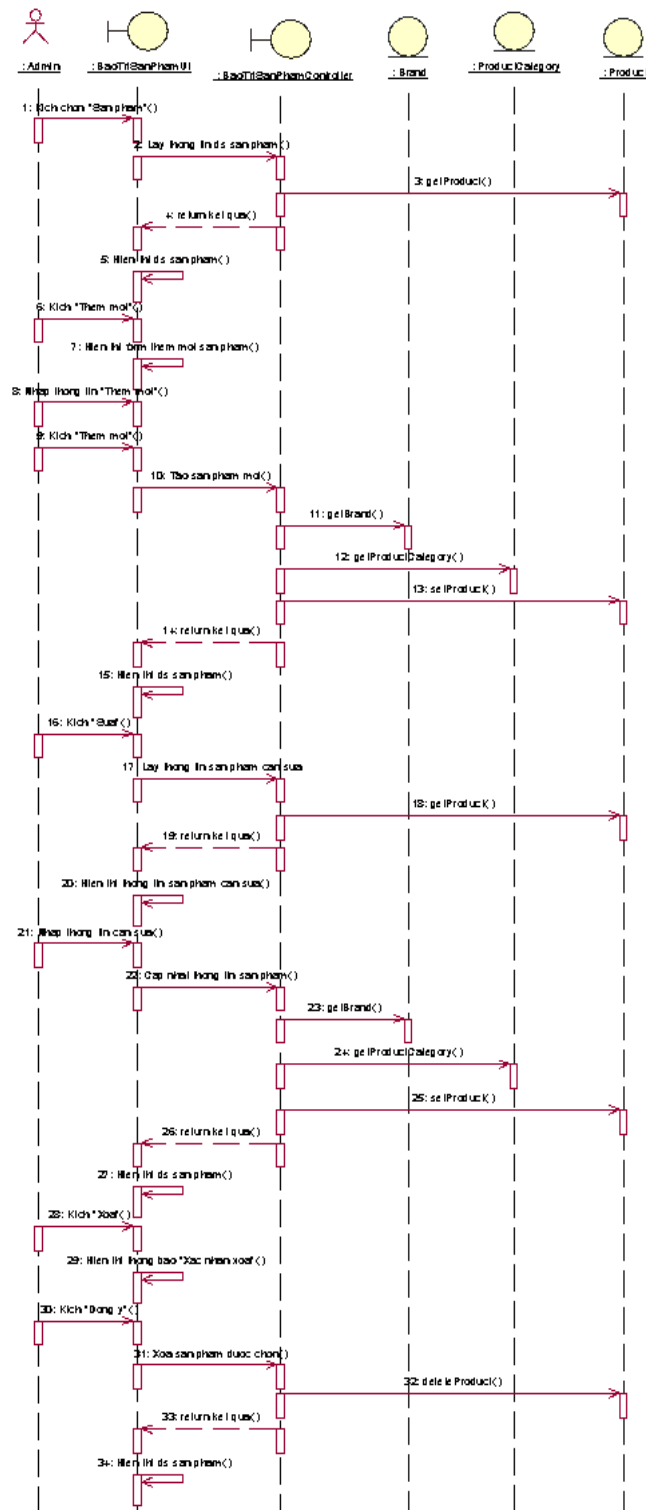 : Admin
: BaoTriSanPhamUI
: BaoTriSanPhamController
: Brand
: ProductCategory
: Product
1: Kich chon "San pham"()
2: Lay thong tin ds san pham()
3: getProduct()
4: return ket qua()
5: Hien thi ds san pham()
6: Kich "Them moi"()
7: Hien thi form them moi san pham()
8: Nhap thong tin "Them moi"()
9: Kich "Them moi"()
10: Tao san pham moi()
11: getBrand()
12: getProductCategory()
13: setProduct()
14: return ket qua()
15: Hien thi ds san pham()
16: Kich "Sua"()
17: Lay thong tin san pham can sua
18: getProduct()
19: return ket qua()
20: Hien thi thong tin san pham can sua()
21: Nhap thong tin can sua()
22: Cap nhat thong tin san pham()
23: getBrand()
24: getProductCategory()
25: setProduct()
26: return ket qua()
27: Hien thi ds san pham()
28: Kich "Xoa"()
29: Hien thi thong bao "Xac nhan xoa"()
30: Kich "Dong y"()
31: Xoa san pham duoc chon()
32: deleteProduct()
33: return ket qua()
34: Hien thi ds san pham()